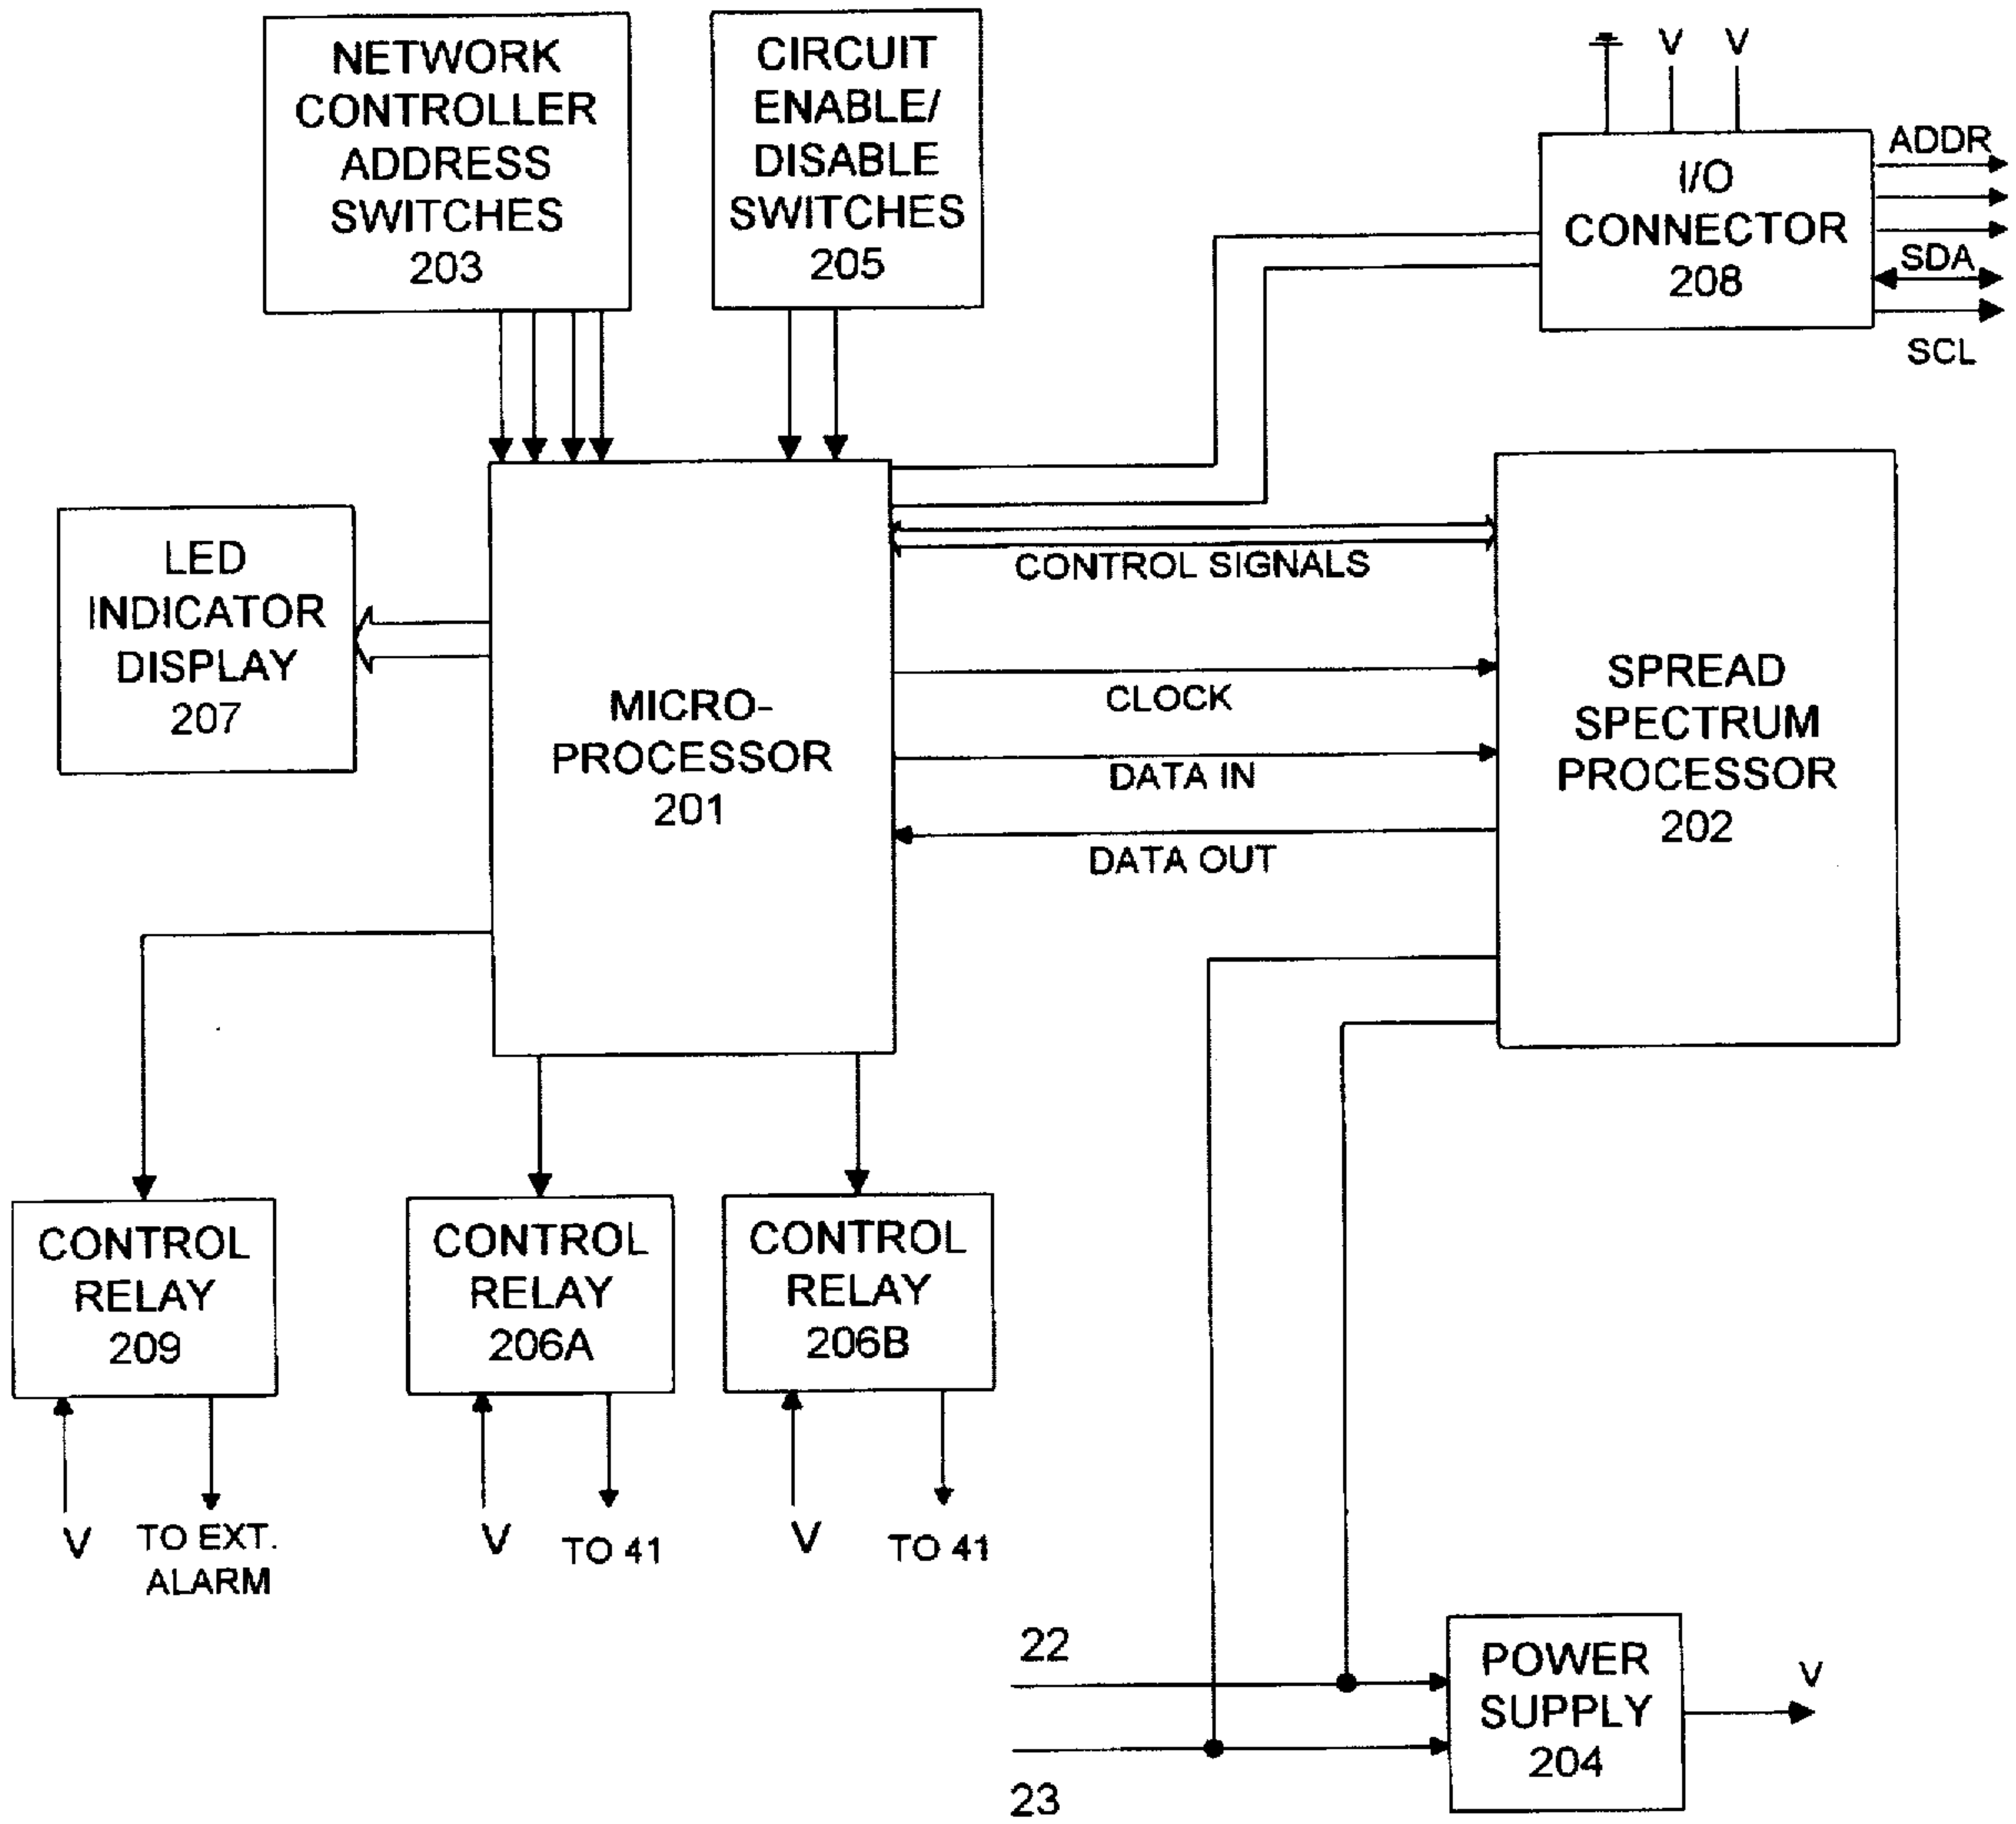 NETWORK
CONTROLLER
ADDRESS
SWITCHES
203
CIRCUIT
ENABLE/
DISABLE
SWITCHES
205
V
V
I/O
CONNECTOR
208
ADDR
SDA
SCL
LED
INDICATOR
DISPLAY
207
MICRO-
PROCESSOR
201
CONTROL SIGNALS
CLOCK
DATA IN
DATA OUT
SPREAD
SPECTRUM
PROCESSOR
202
CONTROL
RELAY
209
CONTROL
RELAY
206A
CONTROL
RELAY
206B
V
TO EXT.
ALARM
V
TO 41
V
TO 41
22
23
POWER
SUPPLY
204
V